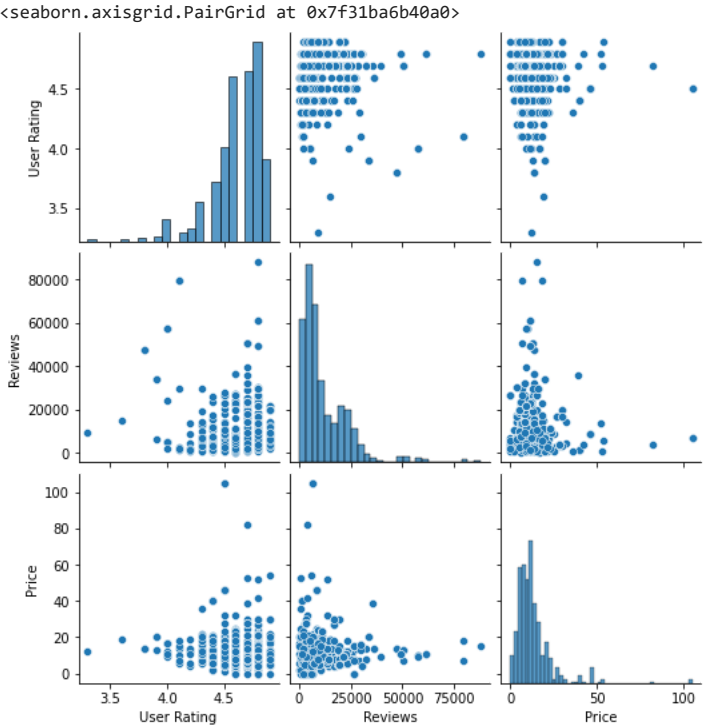 <seaborn.axisgrid.PairGrid at 0x7f31ba6b40a0>
User Rating
4.5
4.0
3.5
Reviews
80000
60000
40000
20000
0
Price
100
80
60
40
20
0
3.5 4.0 4.5
0 25000 50000 75000
0 50 100
User Rating
Reviews
Price